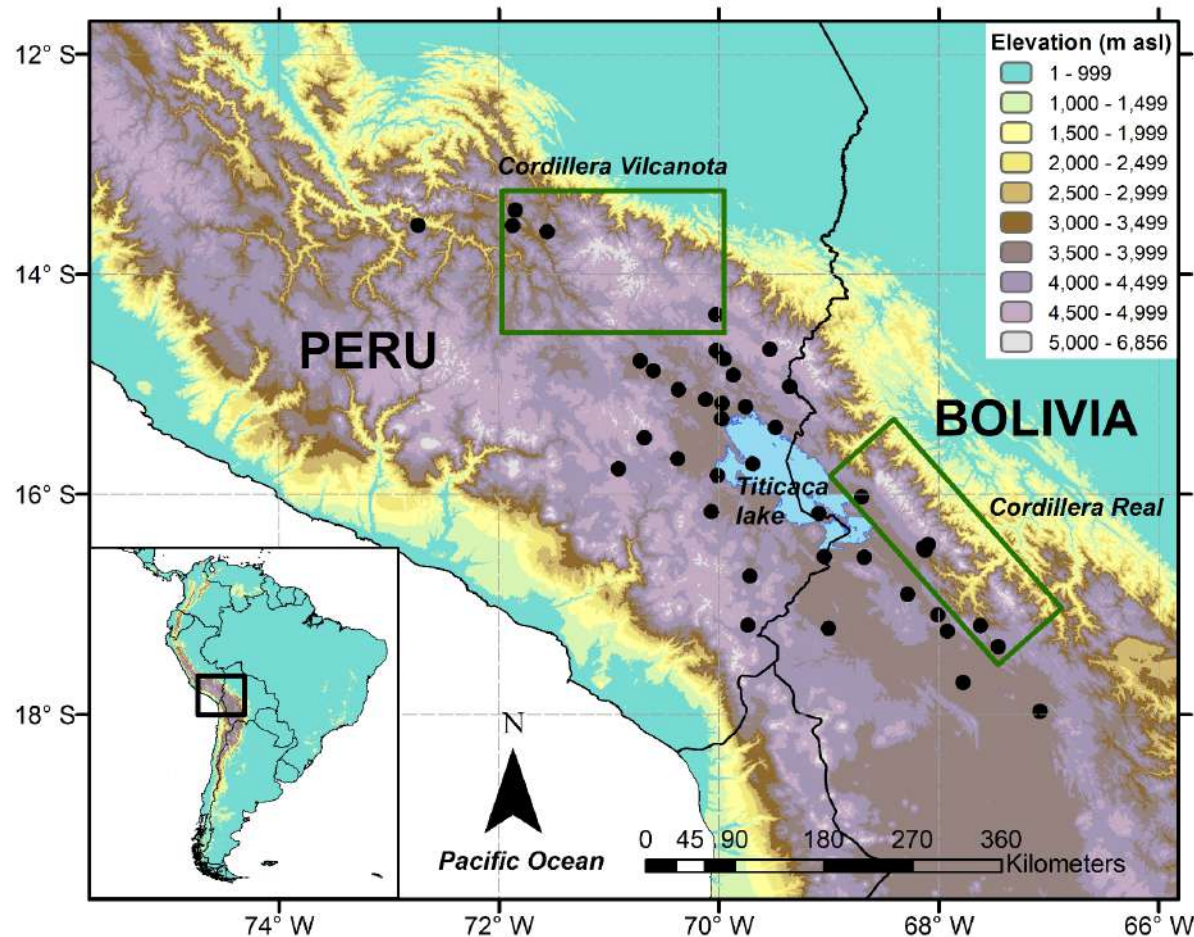 12° S
14° S
16° S
18° S
Elevation (m asl)
1 - 999
1,000 - 1,499
1,500 - 1,999
2,000 - 2,499
2,500 - 2,999
3,000 - 3,499
3,500 - 3,999
4,000 - 4,499
4,500 - 4,999
5,000 - 6,856
Cordillera Vilcanota
PERU
BOLIVIA
Titicaca
lake
Cordillera Real
N
Pacific Ocean
0 45 90 180 270 360
Kilometers
74° W 72° W 70° W 68° W 66° W